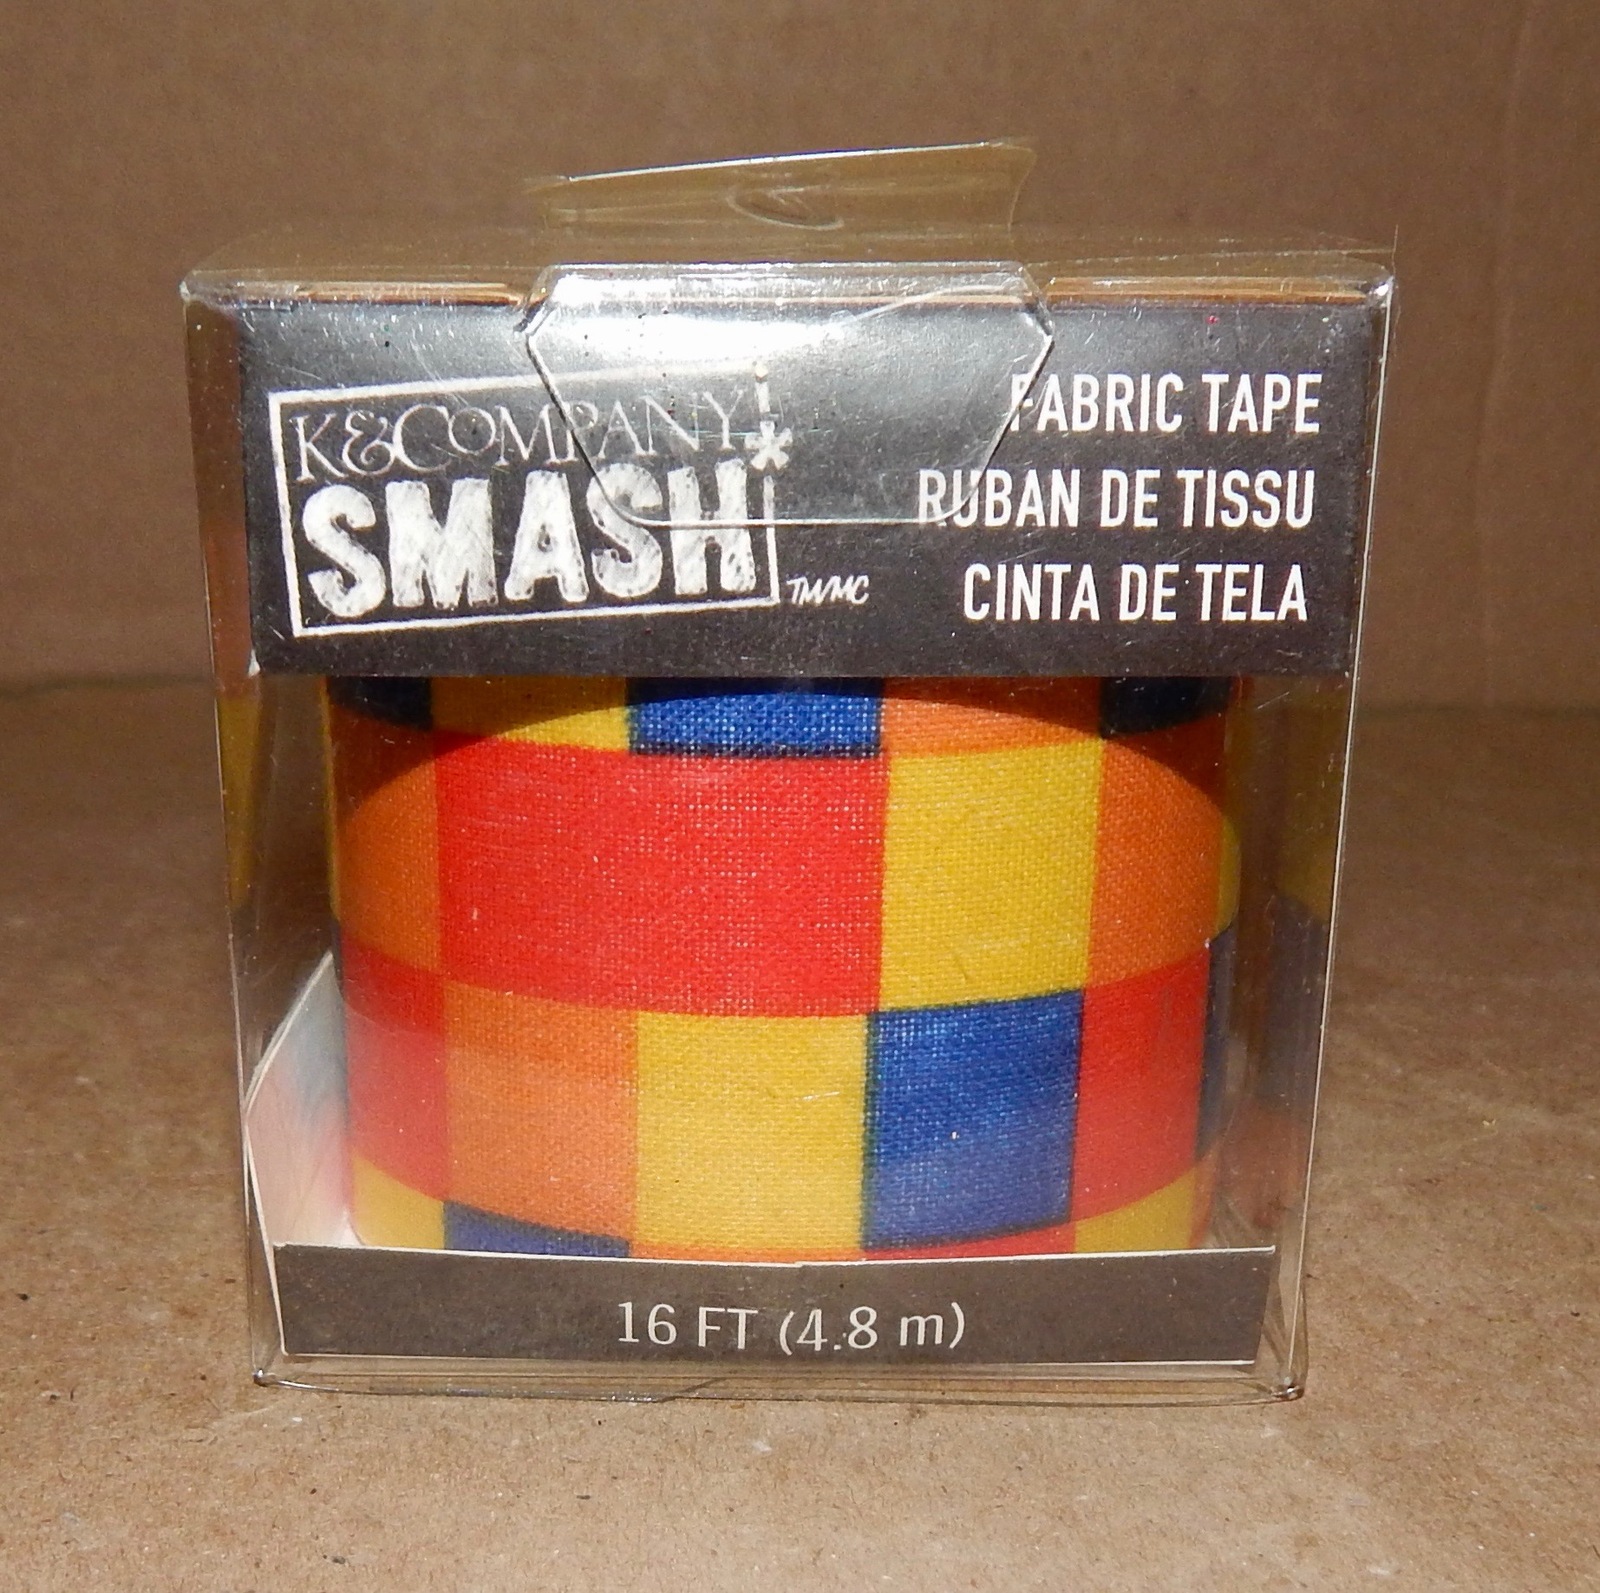 K&COMPANY
SMASH*
TM/MC
FABRIC TAPE
RUBAN DE TISSU
CINTA DE TELA
16 FT (4.8 m)